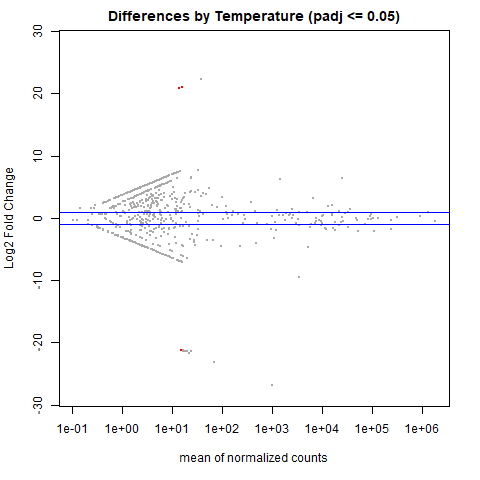 Differences by Temperature (padj <= 0.05)
Log2 Fold Change
30
20
10
0
-10
-20
-30
1e-01 1e+00 1e+01 1e+02 1e+03 1e+04 1e+05 1e+06
mean of normalized counts